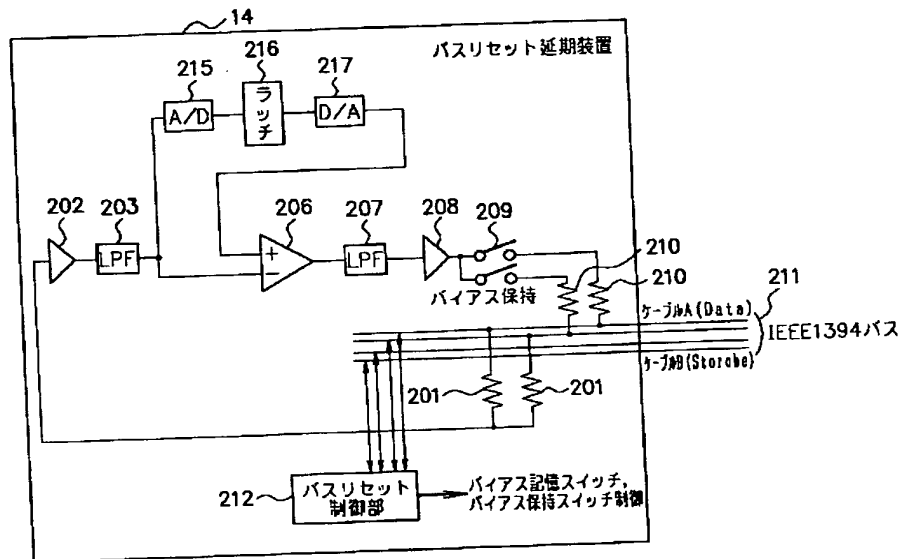 14
バスリセット延期装置
215
216
217
A/D
ラッチ
D/A
202
203
206
207
208
209
LPF
+
−
LPF
210
210
バイアス保持
211
ケーブルA(Data)
IEEE1394バス
ケーブルB(Storobe)
201
201
212
バスリセット
制御部
バイアス記憶スイッチ,
バイアス保持スイッチ制御